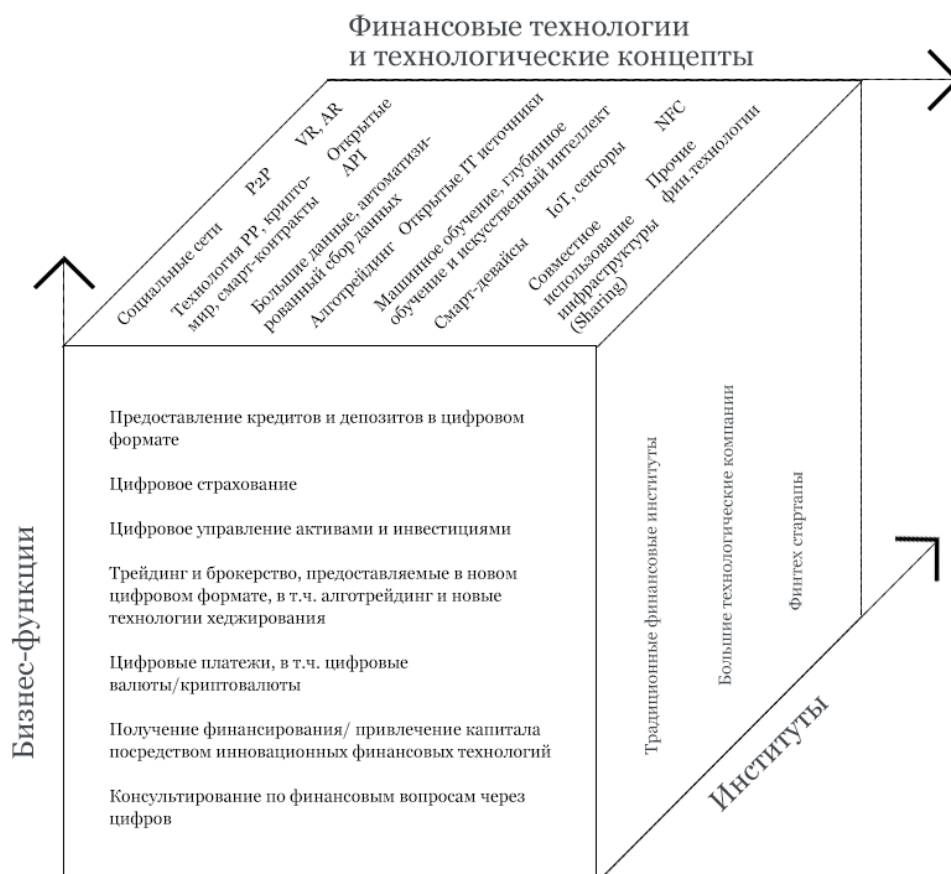 Финансовые технологии
и технологические концепты
Социальные сети
P2P
VR, AR
Технология РР, крипто-
мир, смарт-контракты
Открытые
API
Большие данные, автоматизи-
рованный сбор данных
Алготрейдинг
Открытые IT источники
Машинное обучение, глубинное
обучение и искусственный интеллект
Смарт-девайсы
IoT, сенсоры
NFC
Совместное
использование
инфраструктуры
(Sharing)
Прочие
фин.технологии
Бизнес-функции
Предоставление кредитов и депозитов в цифровом
формате
Цифровое страхование
Цифровое управление активами и инвестициями
Трейдинг и брокерство, предоставляемые в новом
цифровом формате, в т.ч. алготрейдинг и новые
технологии хеджирования
Цифровые платежи, в т.ч. цифровые
валюты/криптовалюты
Получение финансирования/ привлечение капитала
посредством инновационных финансовых технологий
Консультирование по финансовым вопросам через
цифров
Традиционные финансовые институты
Большие технологические компании
Финтех стартапы
Институты